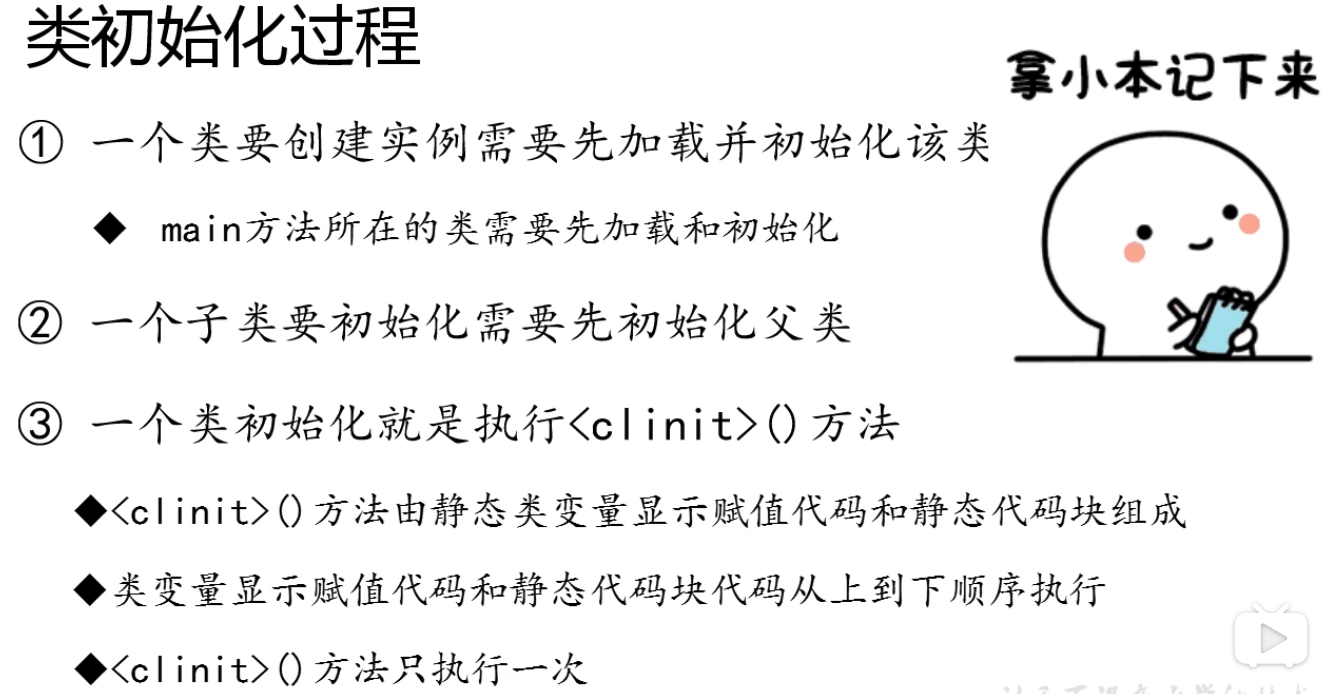 类初始化过程
拿小本记下来
① 一个类要创建实例需要先加载并初始化该类
◆ main方法所在的类需要先加载和初始化
② 一个子类要初始化需要先初始化父类
③ 一个类初始化就是执行<clinit>()方法
◆<clinit>()方法由静态类变量显示赋值代码和静态代码块组成
◆类变量显示赋值代码和静态代码块代码从上到下顺序执行
◆<clinit>()方法只执行一次